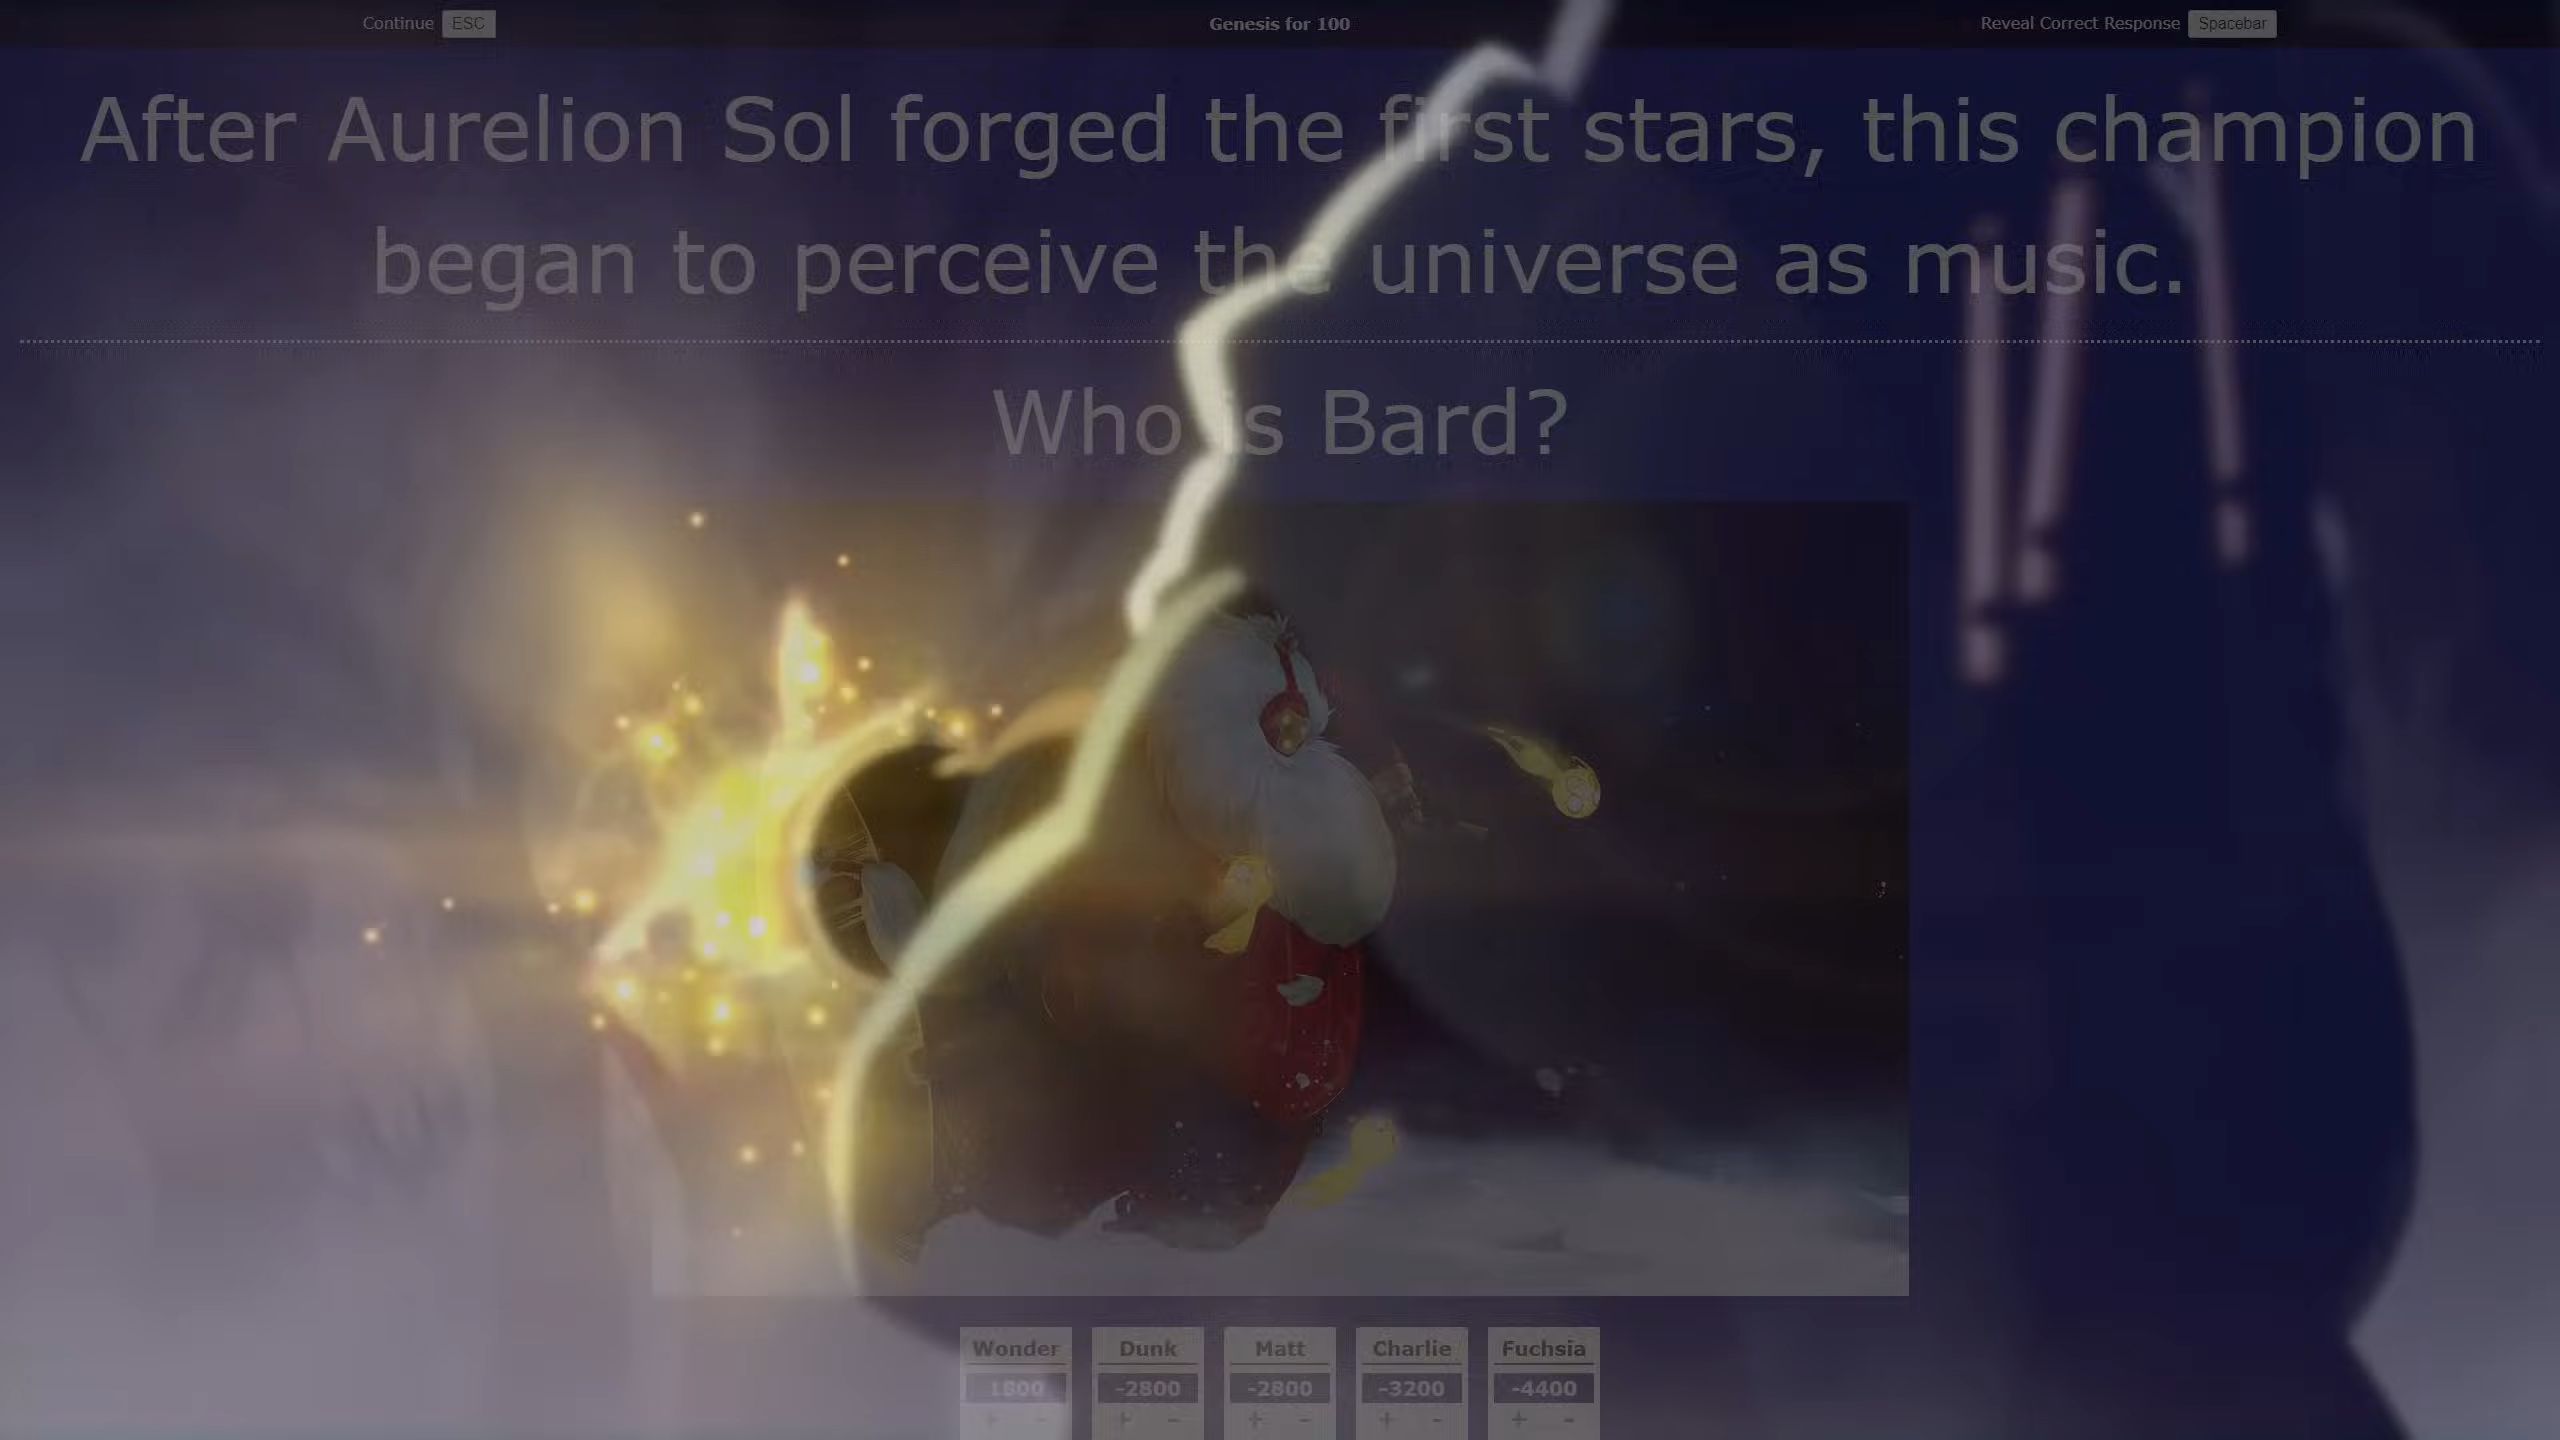 Continue ESC
Genesis for 100
Reveal Correct Response Spacebar
After Aurelion Sol forged the first stars, this champion
began to perceive the universe as music.
Who is Bard?
Wonder Dunk Matt Charlie Fuchsia
1800 -2800 -2800 -3200 -4400
+ - + - + - + - + -